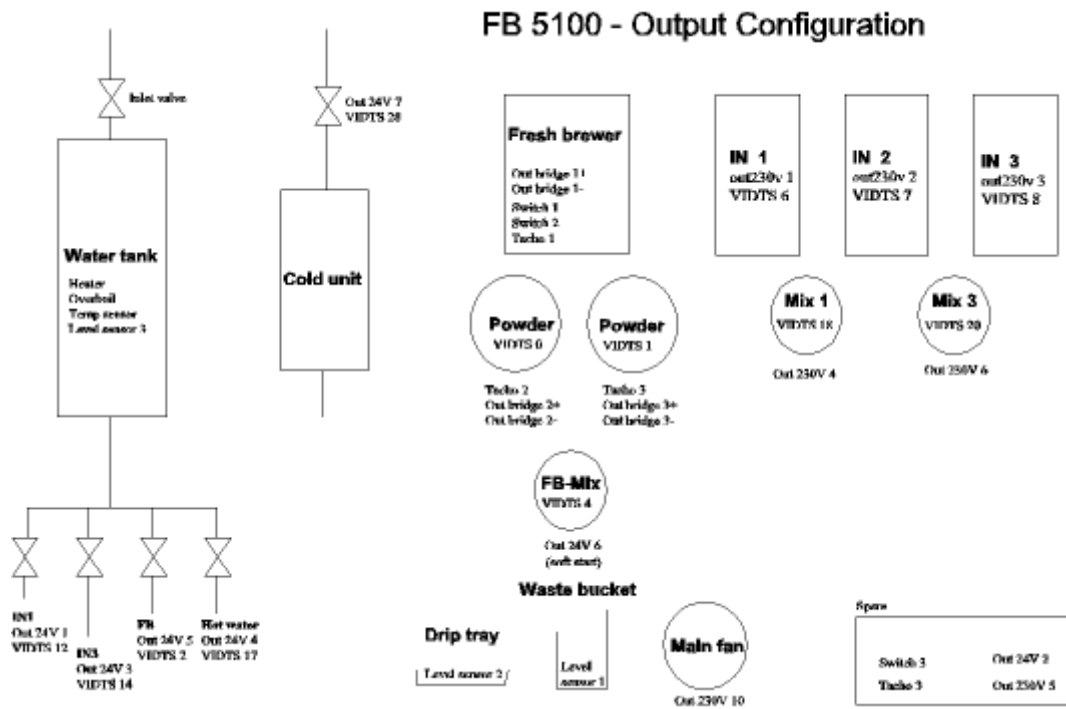 FB 5100 - Output Configuration
Inlet valve
Out 24V 7
VIDTS 28
Fresh brewer
Out bridge 1+
Out bridge 1-
Switch 1
Switch 2
Tacho 1
IN 1
out230v 1
VIDTS 6
IN 2
out230v 2
VIDTS 7
IN 3
out230v 3
VIDTS 8
Water tank
Heater
Overboil
Temp sensor
Level sensor 3
Cold unit
Powder
VIDTS 0
Tacho 2
Out bridge 2+
Out bridge 2-
Powder
VIDTS 1
Tacho 3
Out bridge 3+
Out bridge 3-
Mix 1
VIDTS 18
Out 230V 4
Mix 3
VIDTS 20
Out 230V 6
FB-Mix
VIDTS 4
Out 24V 6
(soft start)
IN1
Out 24V 1
VIDTS 12
IN3
Out 24V 3
VIDTS 14
FB
Out 24V 5
VIDTS 2
Hot water
Out 24V 4
VIDTS 17
Waste bucket
Level
sensor 1
Drip tray
Level sensor 2
Main fan
Out 230V 10
Spare
Switch 3
Out 24V 2
Tacho 3
Out 230V 5